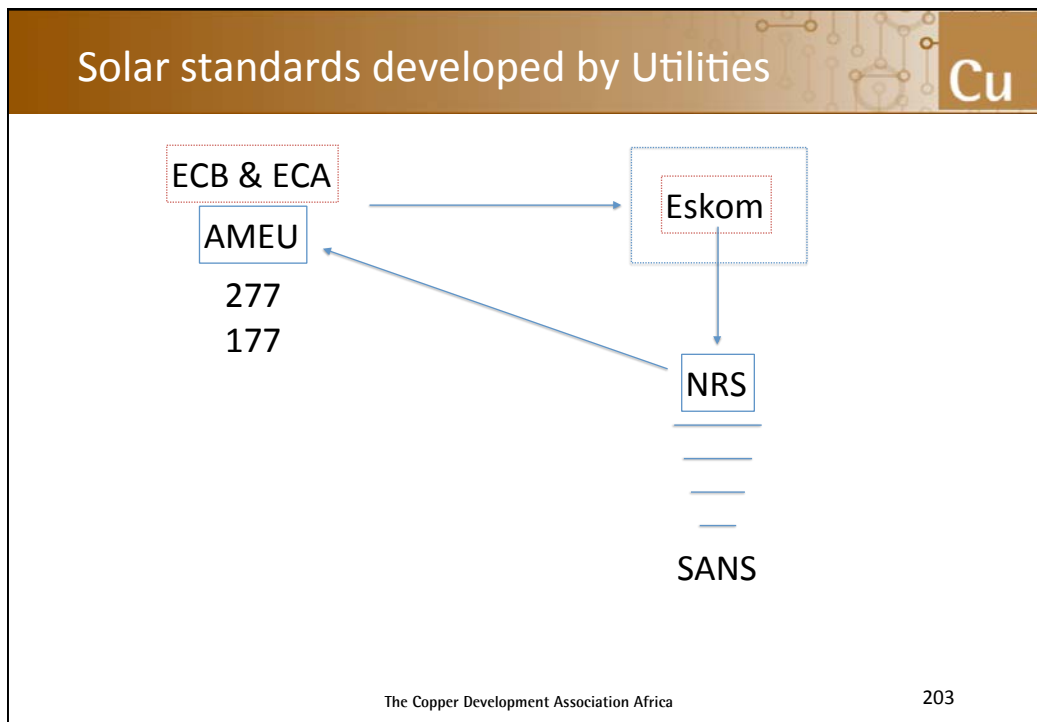 Solar standards developed by Utilities
Cu
ECB & ECA
AMEU
277
177
Eskom
NRS
SANS
The Copper Development Association Africa
203